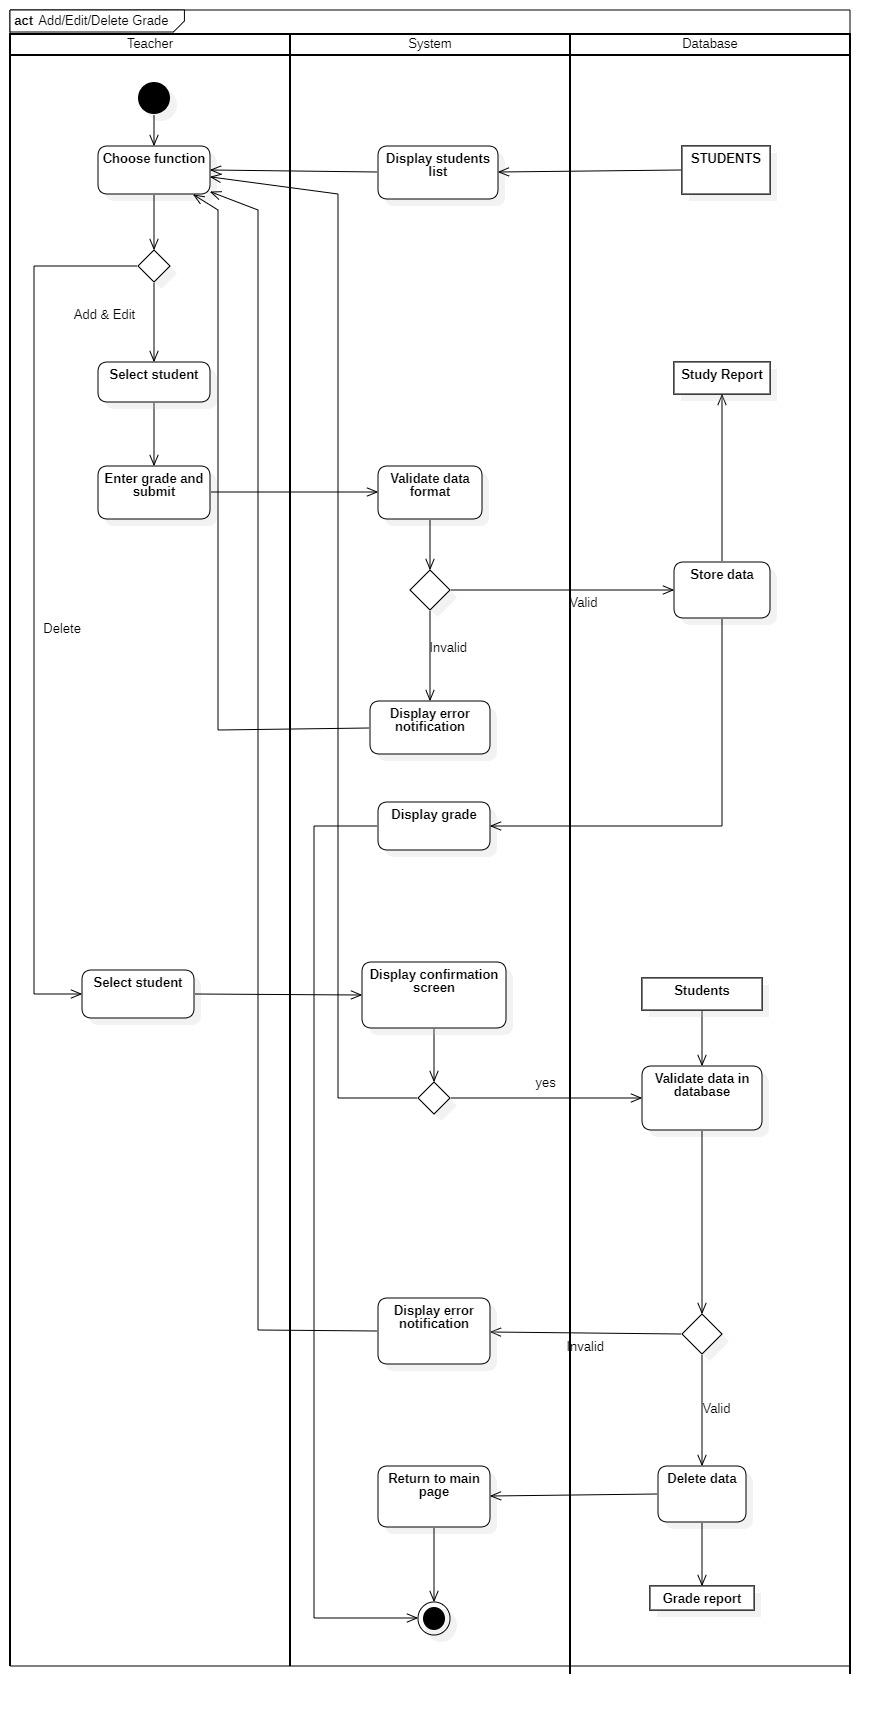 act Add/Edit/Delete Grade
Teacher
System
Database
Choose function
Display students
list
STUDENTS
Add & Edit
Select student
Study Report
Enter grade and
submit
Validate data
format
Store data
Valid
Delete
Invalid
Display error
notification
Display grade
Select student
Display confirmation
screen
Students
yes
Validate data in
database
Display error
notification
Invalid
Valid
Return to main
page
Delete data
Grade report